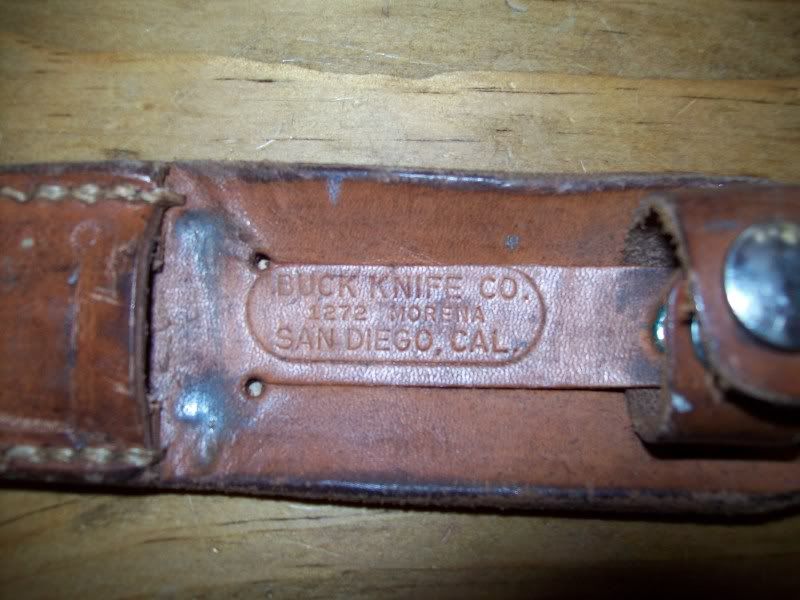 BUCK KNIFE CO.
1272 MORENA
SAN DIEGO, CAL.